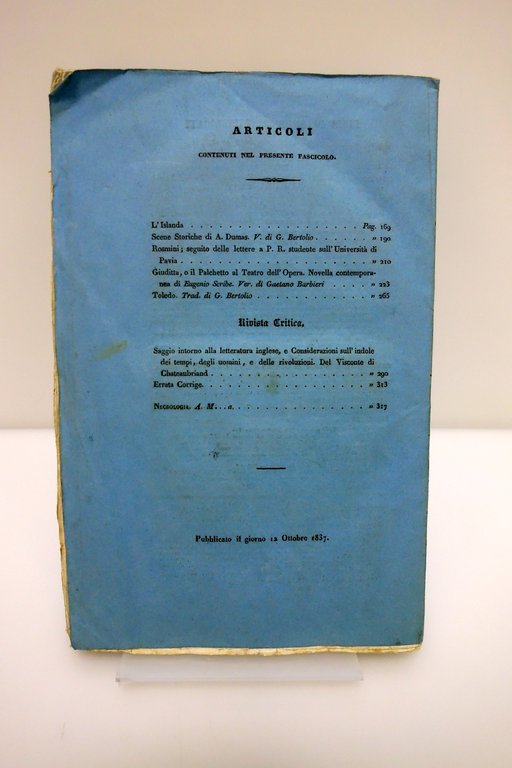 ARTICOLI
CONTENUTI NEL PRESENTE FASCICOLO.
L'Islanda . . . . . . . . . . . . . . . . . . . . Pag. 169
Scene Storiche di A. Dumas. V. di G. Bertolio . . . . . . . » 190
Rosmini; seguito delle lettere a P. R. studente sull'Università di
Pavia . . . . . . . . . . . . . . . . . . . . . . » 210
Giuditta, o il Palchetto al Teatro dell'Opera. Novella contempora-
nea di Eugenio Scribe. Ver. di Gaetano Barbieri . . . . . » 223
Toledo. Trad. di G. Bertolio . . . . . . . . . . . . . . » 265
Rivista Critica.
Saggio intorno alla letteratura inglese, e Considerazioni sull'indole
dei tempi, degli uomini, e delle rivoluzioni. Del Visconte di
Chateaubriand . . . . . . . . . . . . . . . . . . . » 290
Errata Corrige. . . . . . . . . . . . . . . . . . . . » 313
Necrologia. A. M...a. . . . . . . . . . . . . . . . . » 317
Pubblicato il giorno 12 Ottobre 1837.